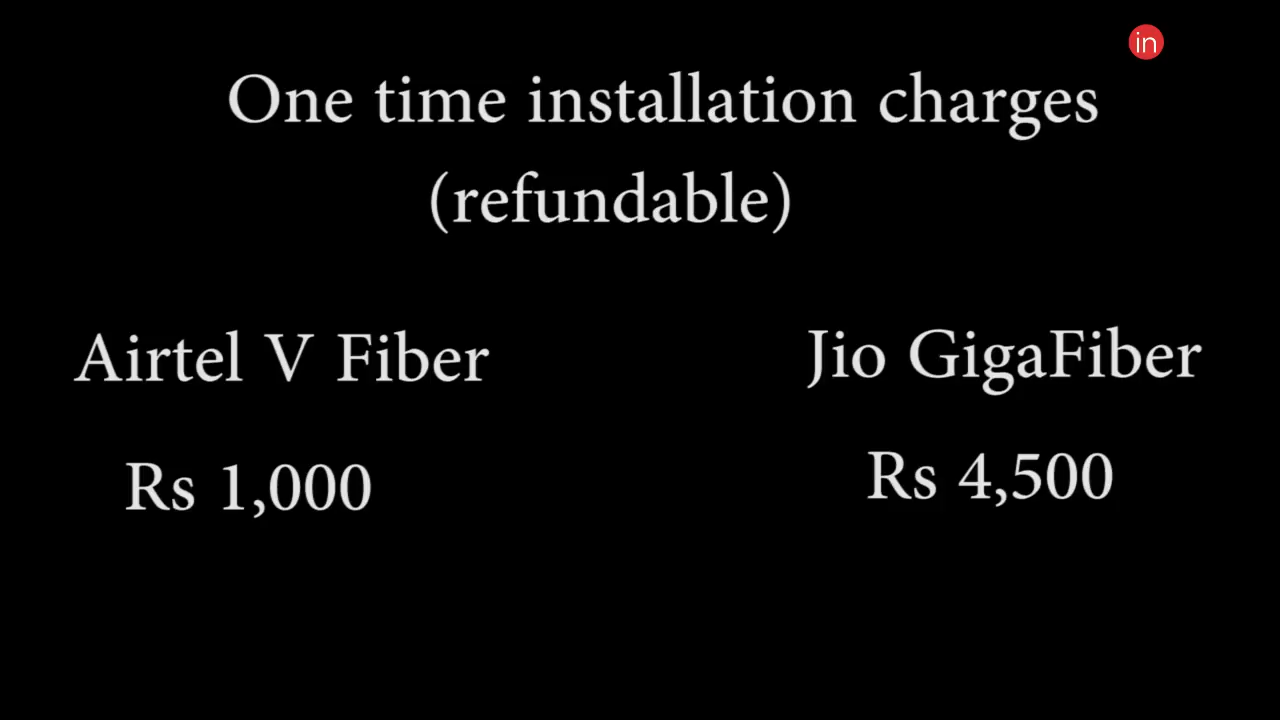 in
One time installation charges
(refundable)
Airtel V Fiber
Jio GigaFiber
Rs 1,000
Rs 4,500